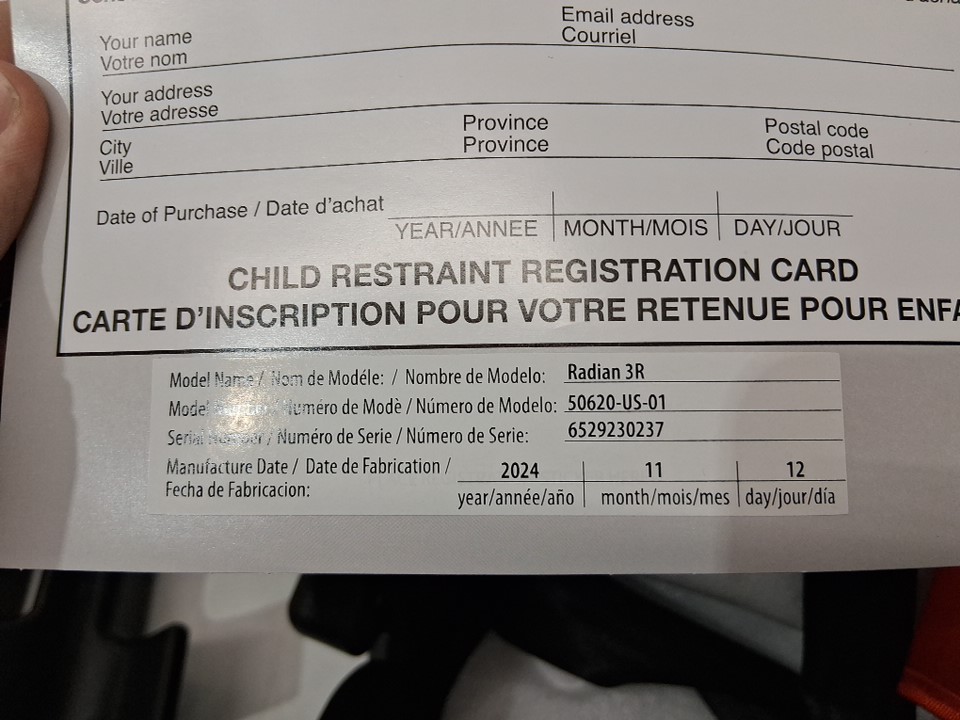 Email address
Your name
Courriel
Votre nom
Your address
Votre adresse
City
Province
Postal code
Ville
Province
Code postal
Date of Purchase / Date d'achat
YEAR/ANNEE MONTH/MOIS DAY/JOUR
CHILD RESTRAINT REGISTRATION CARD
CARTE D'INSCRIPTION POUR VOTRE RETENUE POUR
Model Name / Nom de Modéle: / Nombre de Modelo: Radian 3R
Numéro de Modè / Número de Modelo: 50620-US-01
Serial Number / Numéro de Serie / Número de Serie: 6529230237
Manufacture Date / Date de Fabrication / 2024 11 12
Fecha de Fabricacion: year/année/año month/mois/mes day/jour/día